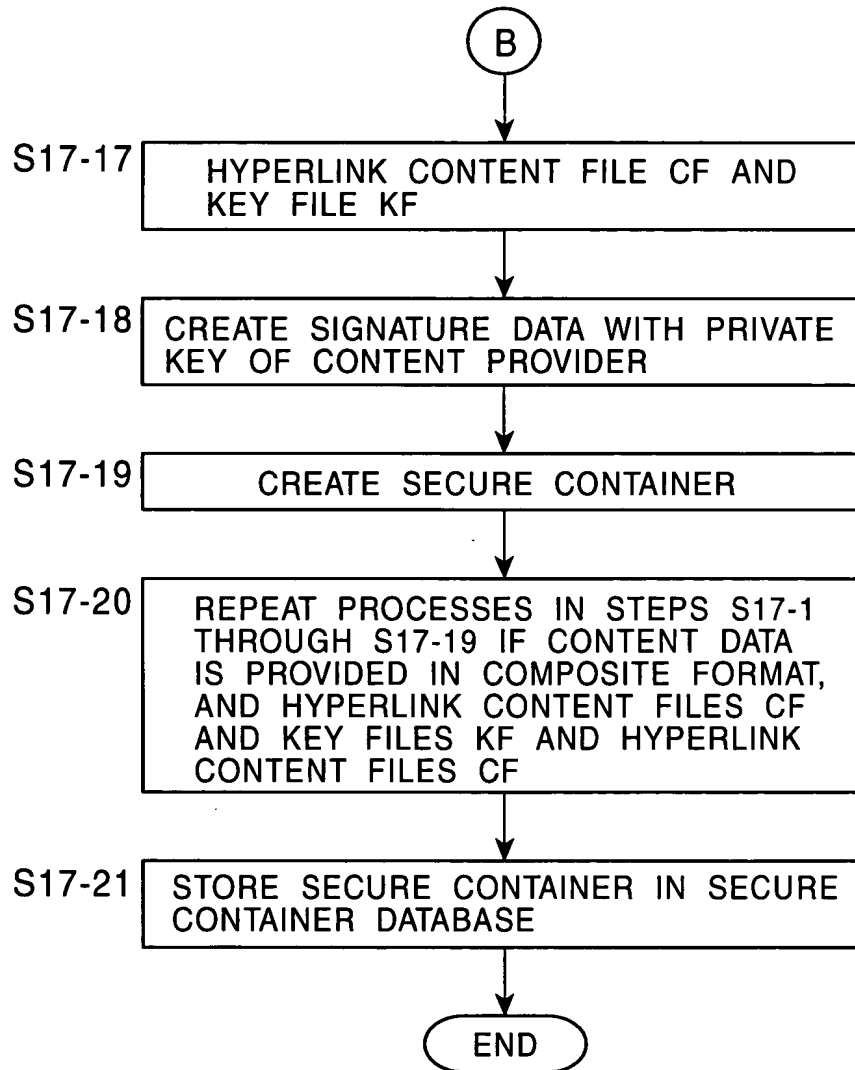 B
S17-17
HYPERLINK CONTENT FILE CF AND
KEY FILE KF
S17-18
CREATE SIGNATURE DATA WITH PRIVATE
KEY OF CONTENT PROVIDER
S17-19
CREATE SECURE CONTAINER
S17-20
REPEAT PROCESSES IN STEPS S17-1
THROUGH S17-19 IF CONTENT DATA
IS PROVIDED IN COMPOSITE FORMAT,
AND HYPERLINK CONTENT FILES CF
AND KEY FILES KF AND HYPERLINK
CONTENT FILES CF
S17-21
STORE SECURE CONTAINER IN SECURE
CONTAINER DATABASE
END